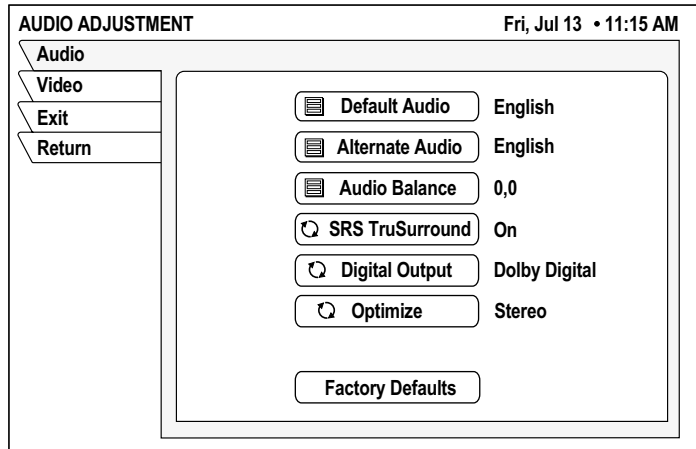 AUDIO ADJUSTMENT
Fri, Jul 13 • 11:15 AM
Audio
Video
Exit
Return
Default Audio English
Alternate Audio English
Audio Balance 0,0
SRS TruSurround On
Digital Output Dolby Digital
Optimize Stereo
Factory Defaults